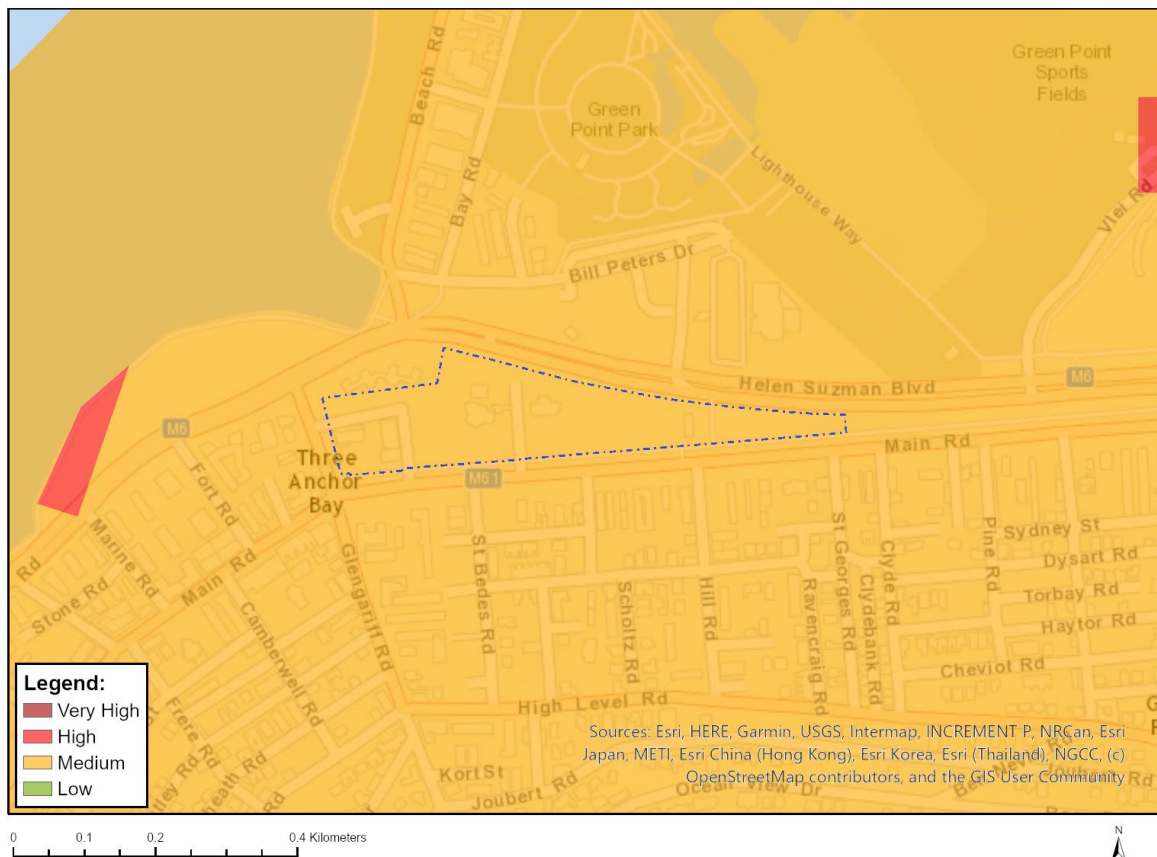 Green Point
Sports
Fields
Beach Rd
Green
Point Park
Bay Rd
Lighthouse Way
Vlei Rd
Bill Peters Dr
Helen Suzman Blvd
M6
M6
Main Rd
Three
Anchor
Bay
M61
Fort Rd
Marine Rd
Rd
Stone Rd
Main Rd
Camberwell Rd
Glengariff Rd
St Bedes Rd
Scholtz Rd
Hill Rd
Ravencraig Rd
St Georges Rd
Clyde Rd
Clydebank Rd
Pine Rd
Sydney St
Dysart Rd
Torbay Rd
Haytor Rd
Cheviot Rd
High Level Rd
Frere Rd
Kort St
Joubert Rd
Ocean View Dr
Legend:
Very High
High
Medium
Low
Sources: Esri, HERE, Garmin, USGS, Intermap, INCREMENT P, NRCan, Esri
Japan, METI, Esri China (Hong Kong), Esri Korea, Esri (Thailand), NGCC, (c)
OpenStreetMap contributors, and the GIS User Community
0 0.1 0.2 0.4 Kilometers
N